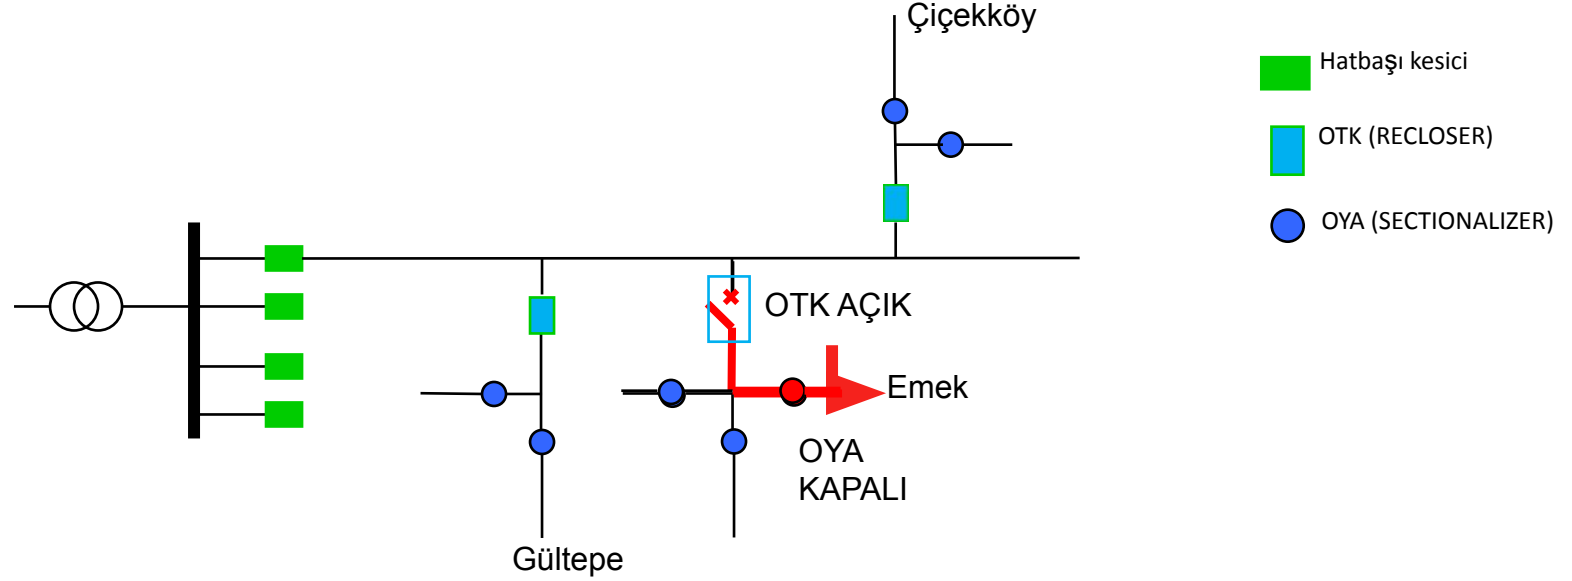 Çiçekköy
Hatbaşı kesici
OTK (RECLOSER)
OYA (SECTIONALIZER)
OTK AÇIK
Emek
OYA
KAPALI
Gültepe